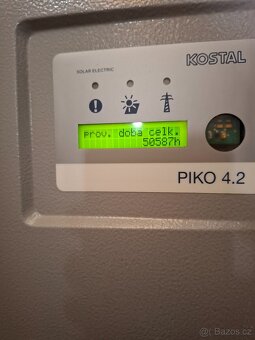 KOSTAL
SOLAR ELECTRIC
prov. doba celk.
50587h
PIKO 4.2
© Bazos.cz